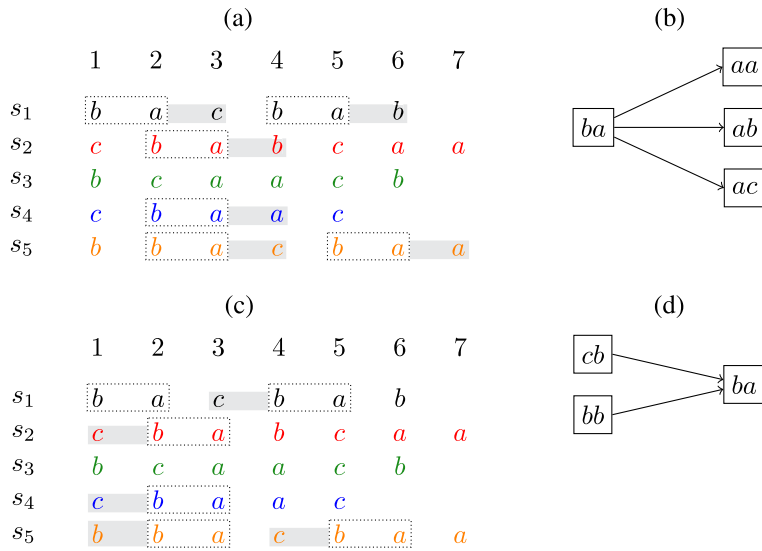 (a)
1 2 3 4 5 6 7
s1 b a c b a b
s2 c b a b c a a
s3 b c a a c b
s4 c b a a c
s5 b b a c b a a
(b)
ba
aa
ab
ac
(c)
1 2 3 4 5 6 7
s1 b a c b a b
s2 c b a b c a a
s3 b c a a c b
s4 c b a a c
s5 b b a c b a a
(d)
cb
bb
ba